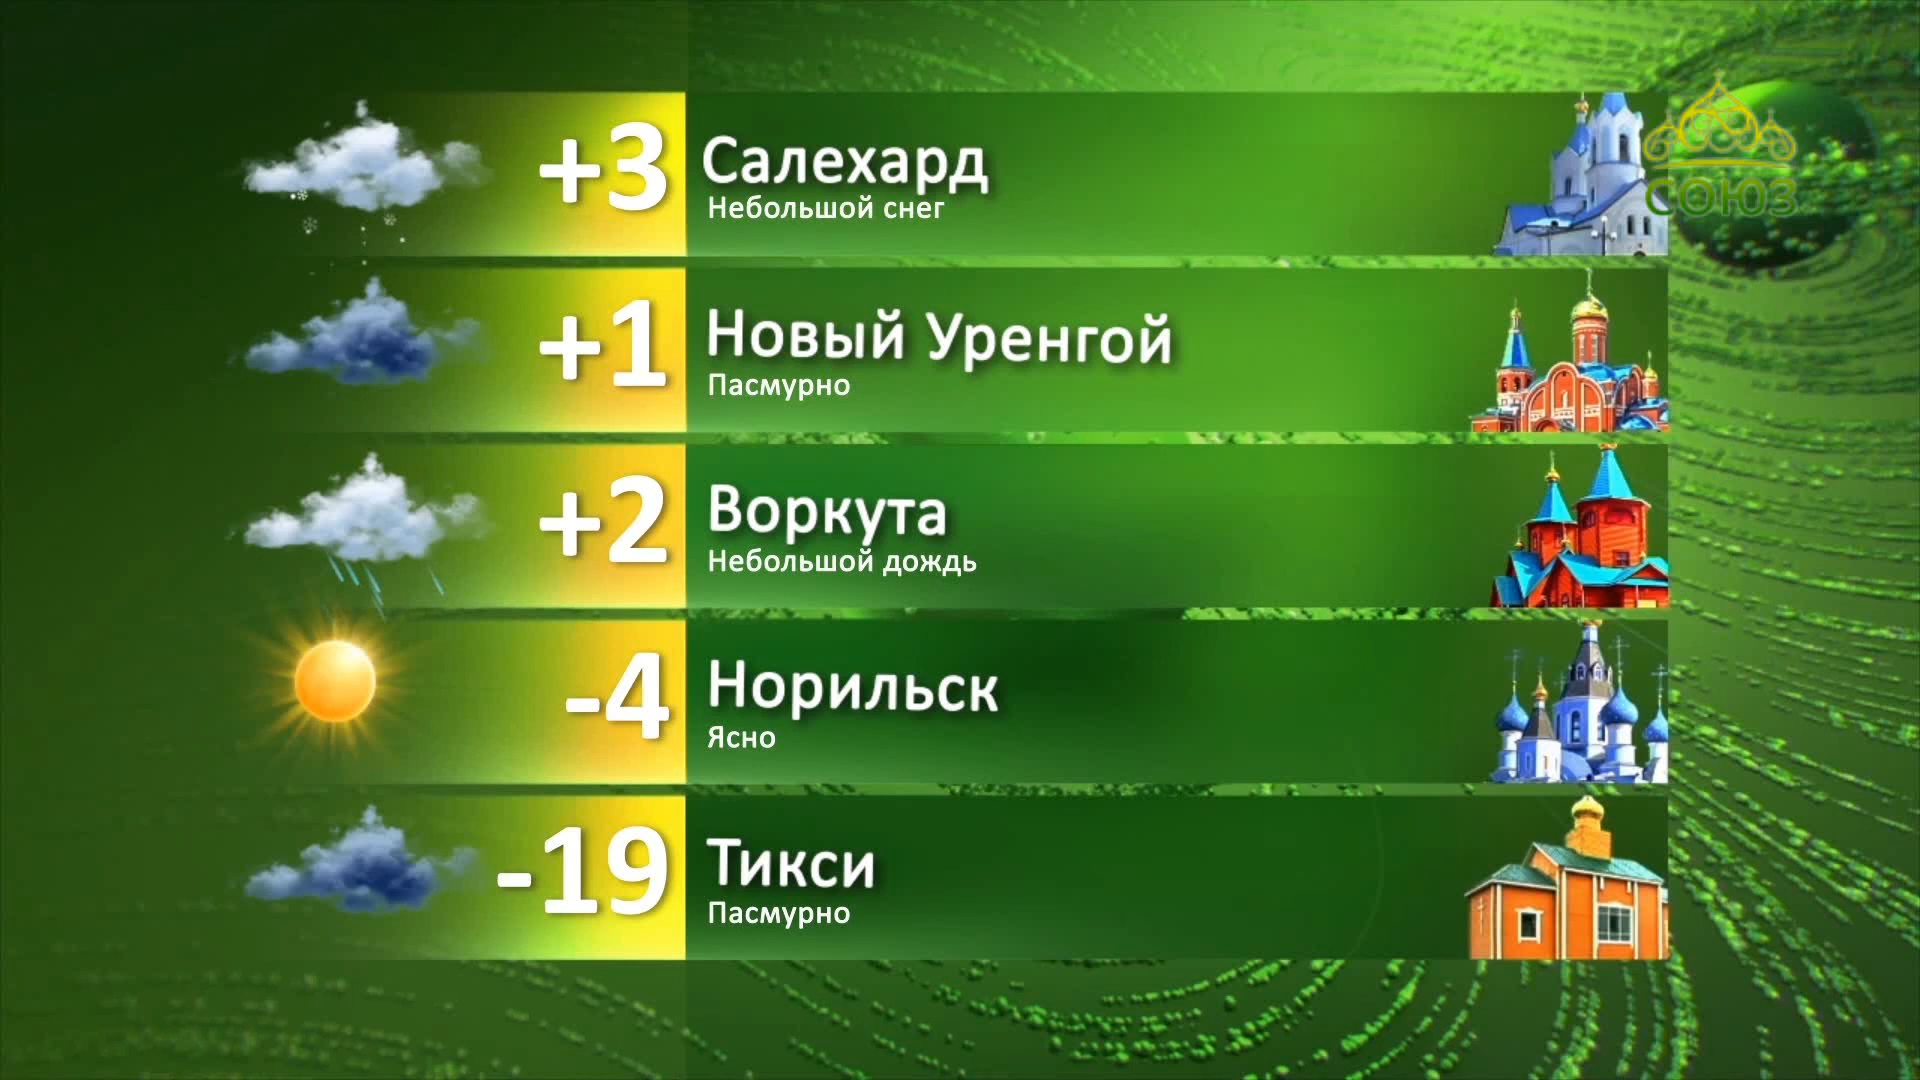 +3
Салехард
Небольшой снег
СОЮЗ
+1
Новый Уренгой
Пасмурно
+2
Воркута
Небольшой дождь
-4
Норильск
Ясно
-19
Тикси
Пасмурно